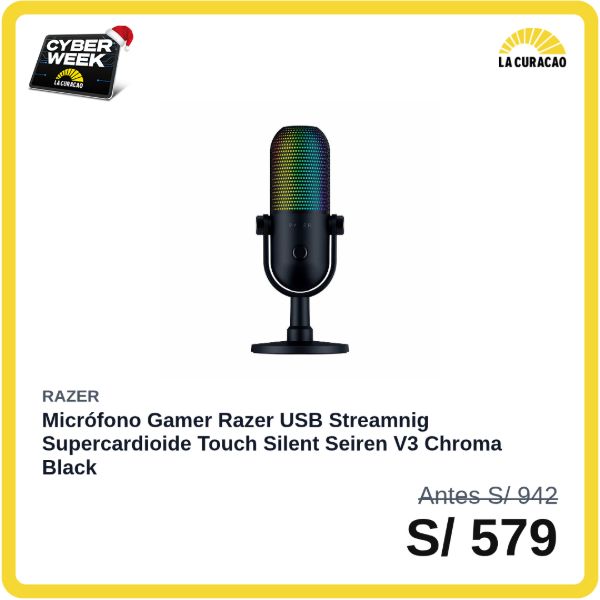 CYBER
WEEK
LA CURACAO
LA CURACAO
RAZER
RAZER
Micrófono Gamer Razer USB Streamnig
Supercardioide Touch Silent Seiren V3 Chroma
Black
Antes S/ 942
S/ 579